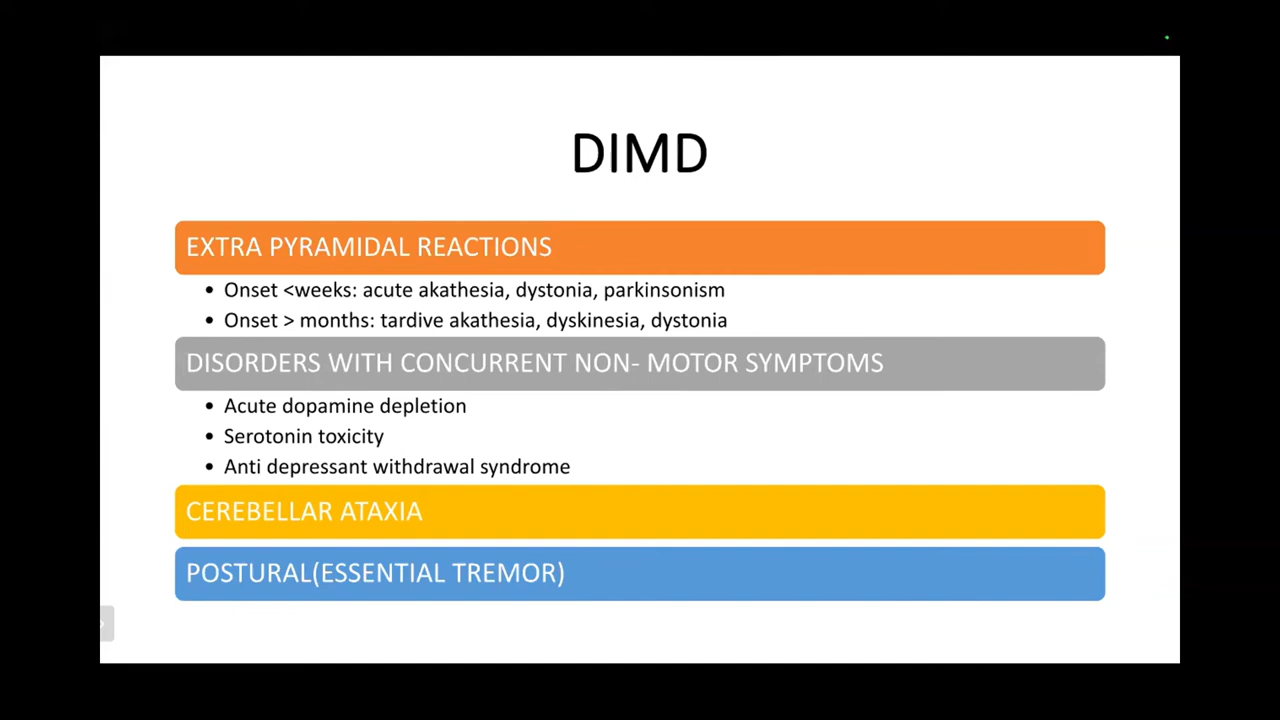 DIMD
EXTRA PYRAMIDAL REACTIONS
• Onset <weeks: acute akathesia, dystonia, parkinsonism
• Onset > months: tardive akathesia, dyskinesia, dystonia
DISORDERS WITH CONCURRENT NON- MOTOR SYMPTOMS
• Acute dopamine depletion
• Serotonin toxicity
• Anti depressant withdrawal syndrome
CEREBELLAR ATAXIA
POSTURAL(ESSENTIAL TREMOR)